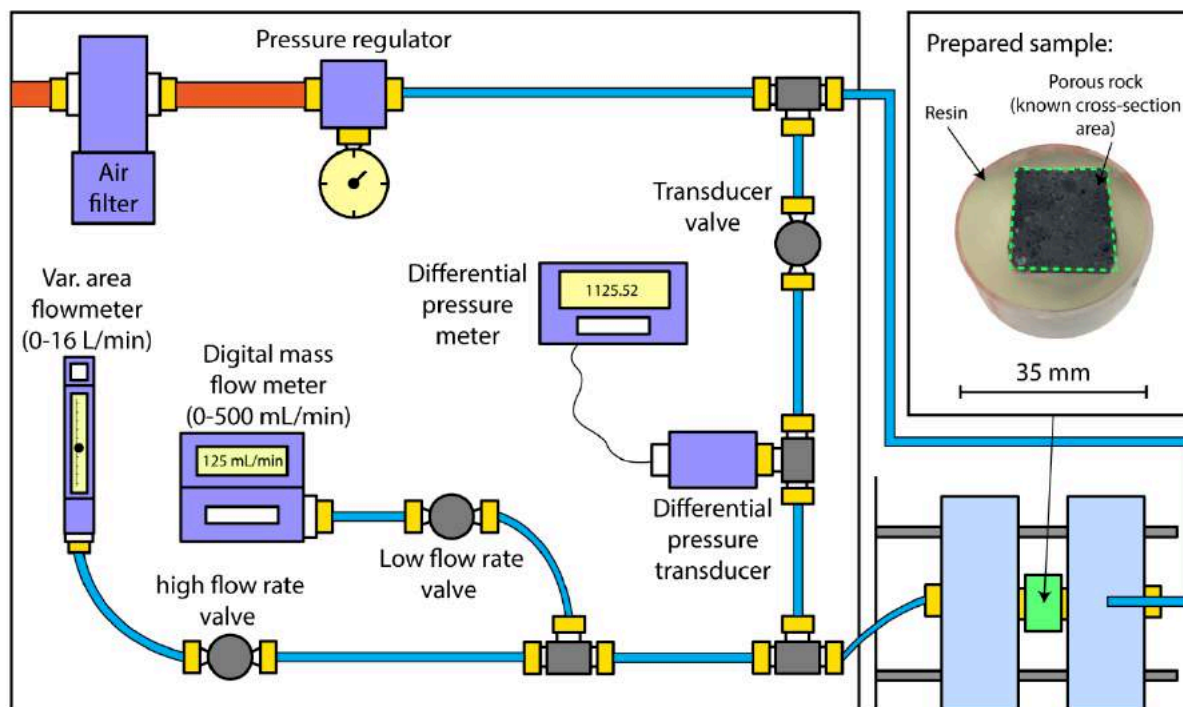 Pressure regulator
Air
filter
Transducer
valve
Differential
pressure
meter
1125.52
Var. area
flowmeter
(0-16 L/min)
Digital mass
flow meter
(0-500 mL/min)
125 mL/min
Low flow rate
valve
high flow rate
valve
Differential
pressure
transducer
Prepared sample:
Porous rock
(known cross-section
area)
Resin
35 mm